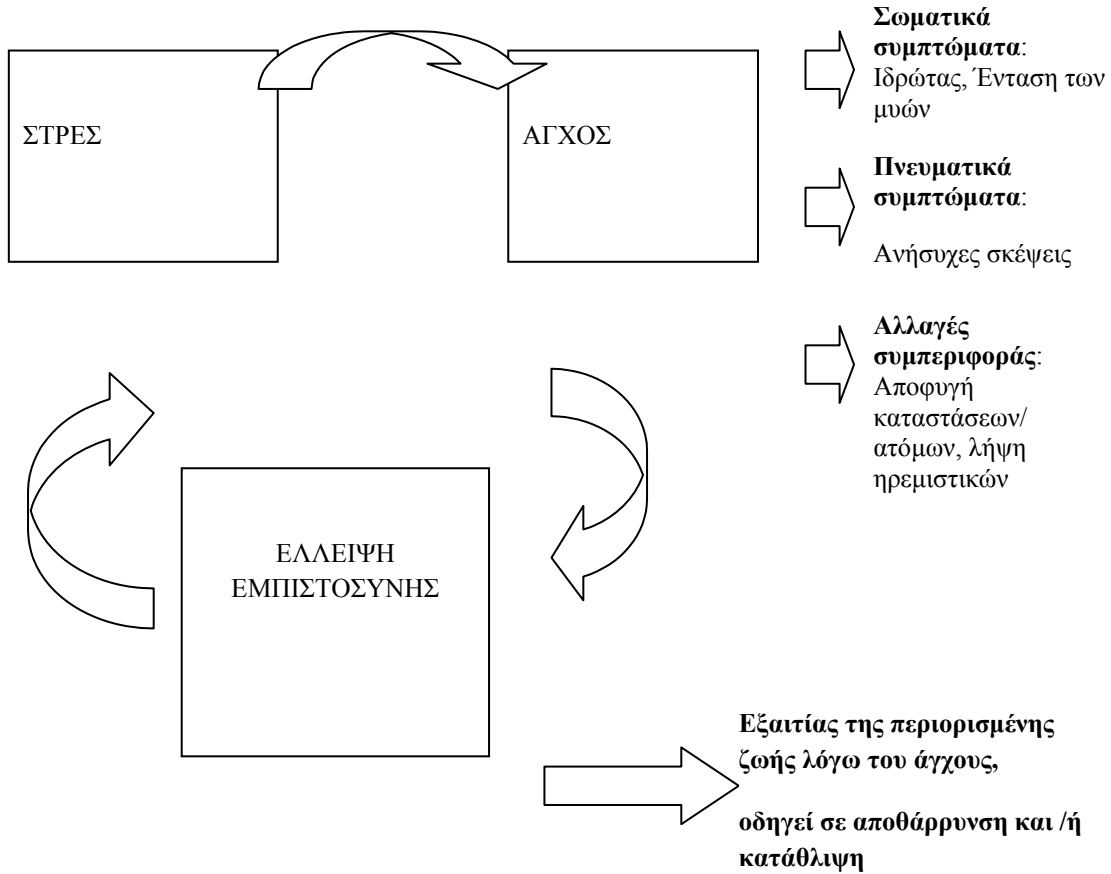 ΣΤΡΕΣ
ΑΓΧΟΣ
Σωματικά
συμπτώματα:
Ιδρώτας, Ένταση των
μυών
Πνευματικά
συμπτώματα:
Ανήσυχες σκέψεις
Αλλαγές
συμπεριφοράς:
Αποφυγή
καταστάσεων/
ατόμων, λήψη
ηρεμιστικών
ΕΛΛΕΙΨΗ
ΕΜΠΙΣΤΟΣΥΝΗΣ
Εξαιτίας της περιορισμένης
ζωής λόγω του άγχους,
οδηγεί σε αποθάρρυνση και /ή
κατάθλιψη